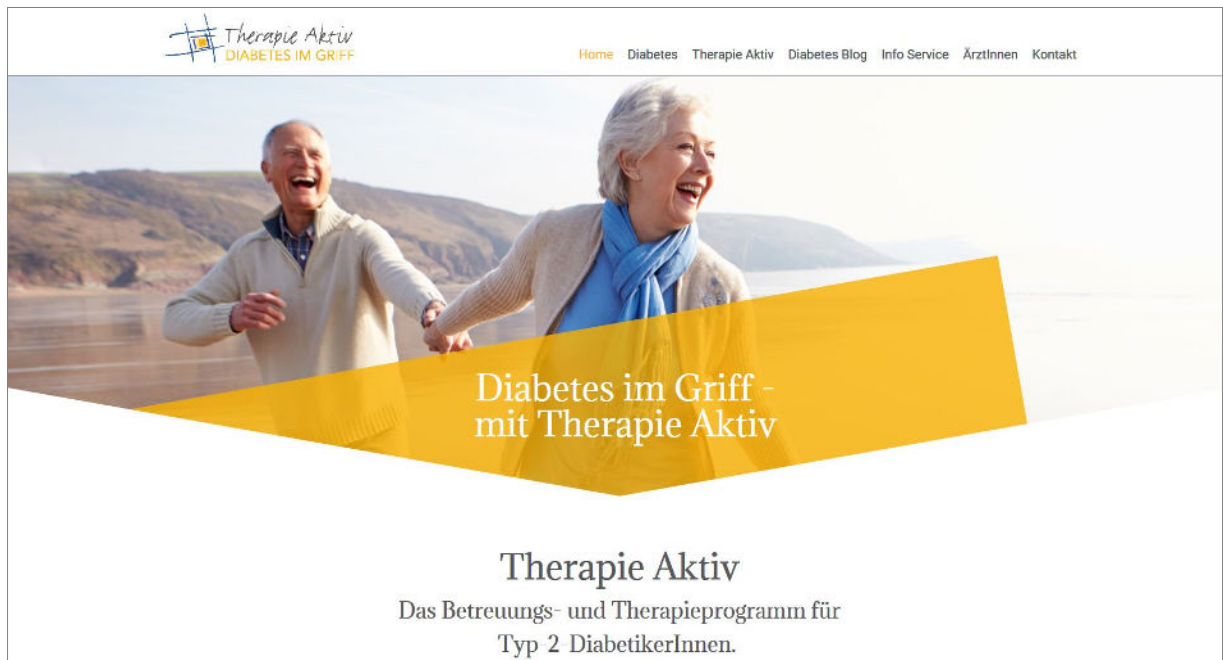 Therapie Aktiv
DIABETES IM GRIFF
Home Diabetes Therapie Aktiv Diabetes Blog Info Service ÄrztInnen Kontakt
Diabetes im Griff -
mit Therapie Aktiv
Therapie Aktiv
Das Betreuungs- und Therapieprogramm für
Typ-2-DiabetikerInnen.